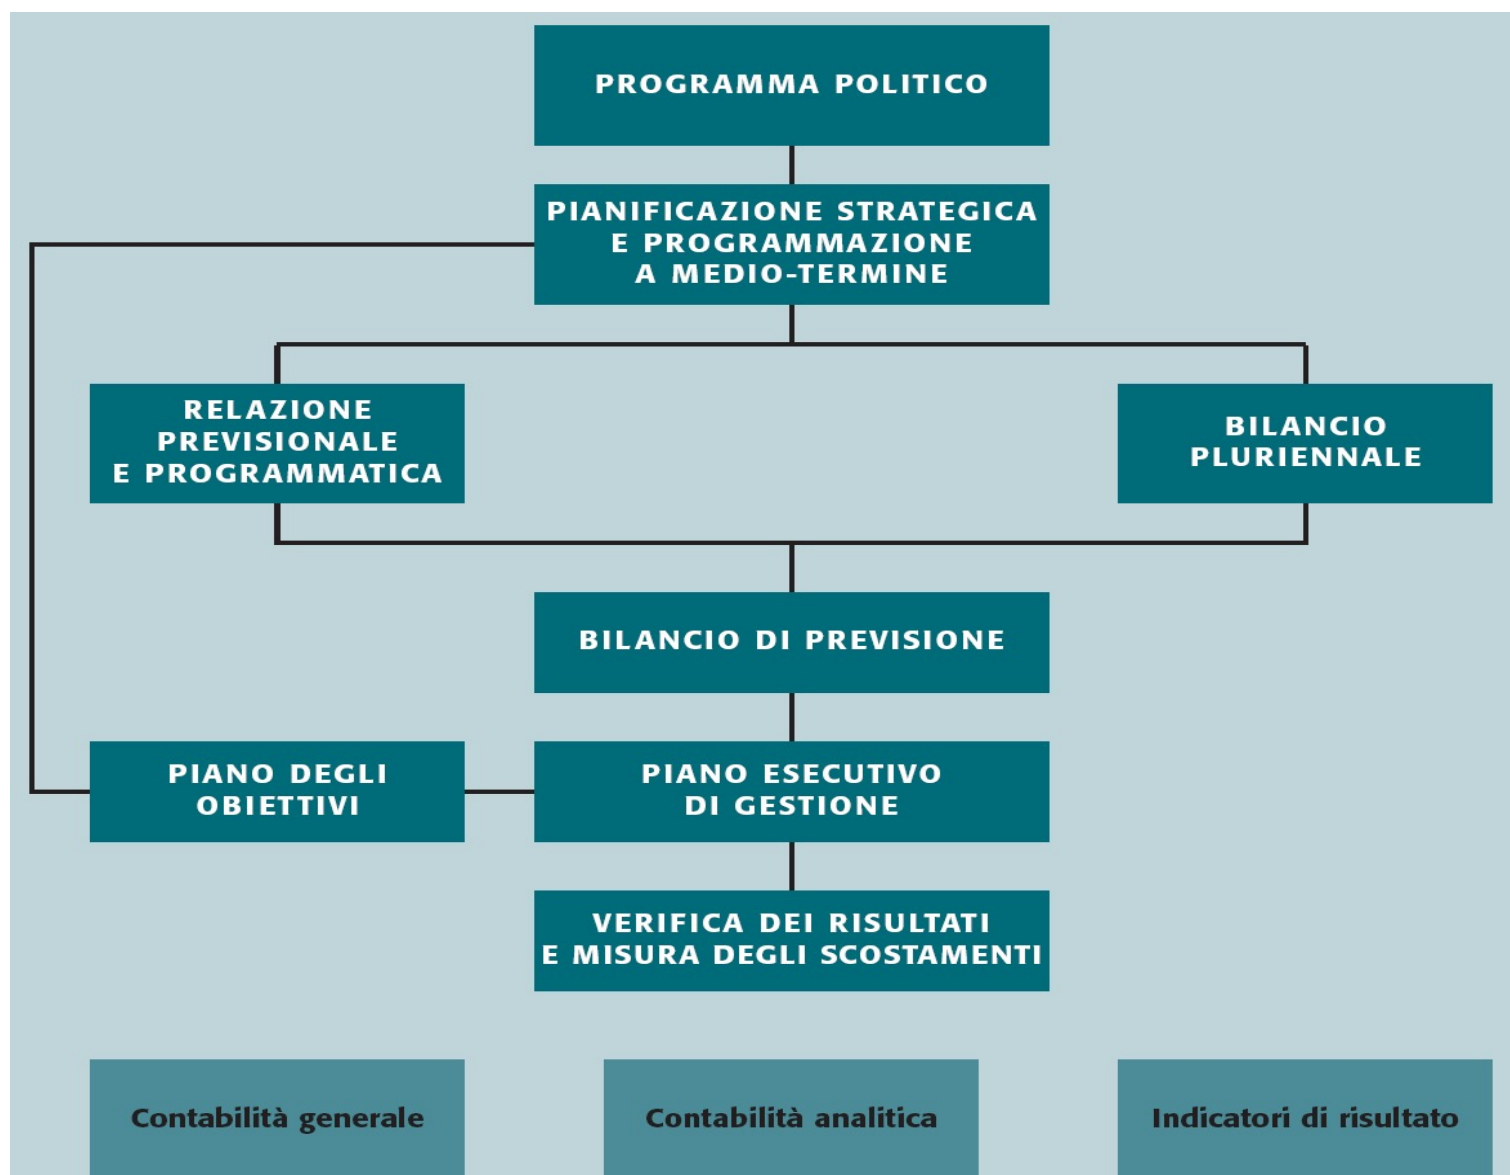 PROGRAMMA POLITICO
PIANIFICAZIONE STRATEGICA
E PROGRAMMAZIONE
A MEDIO-TERMINE
RELAZIONE
PREVISIONALE
E PROGRAMMATICA
BILANCIO
PLURIENNALE
BILANCIO DI PREVISIONE
PIANO DEGLI
OBIETTIVI
PIANO ESECUTIVO
DI GESTIONE
VERIFICA DEI RISULTATI
E MISURA DEGLI SCOSTAMENTI
Contabilità generale
Contabilità analitica
Indicatori di risultato